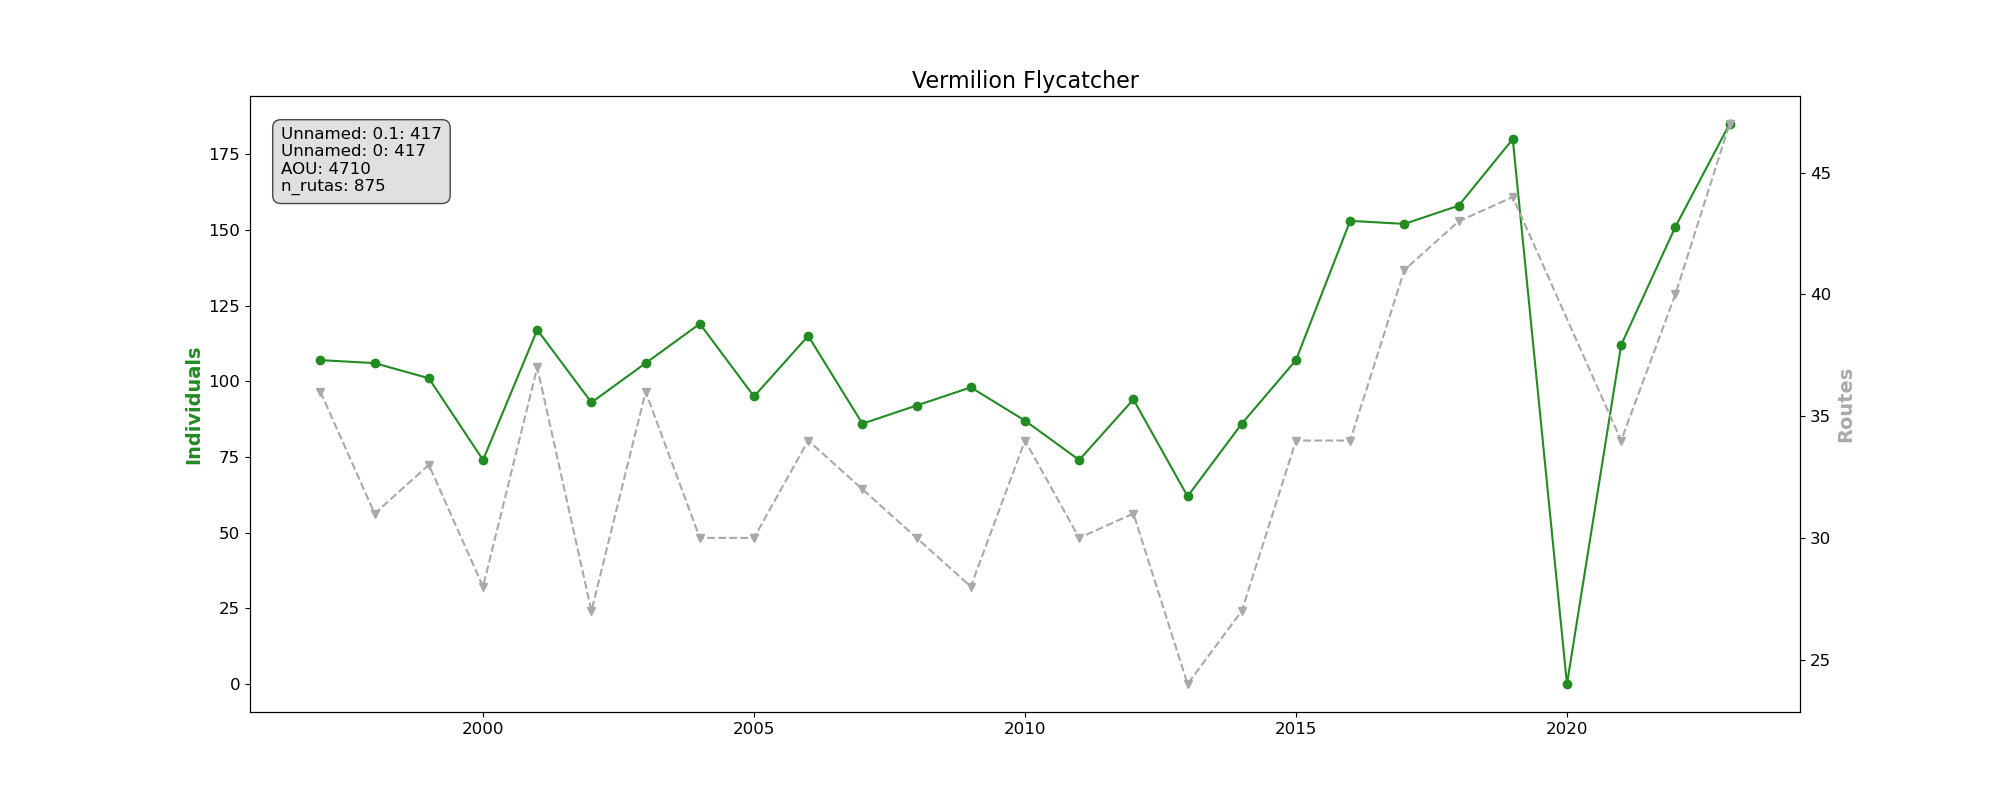 Vermilion Flycatcher
Unnamed: 0.1: 417
Unnamed: 0: 417
AOU: 4710
n_rutas: 875
Individuals
175
150
125
100
75
50
25
0
45
40
35
30
25
Routes
2000
2005
2010
2015
2020